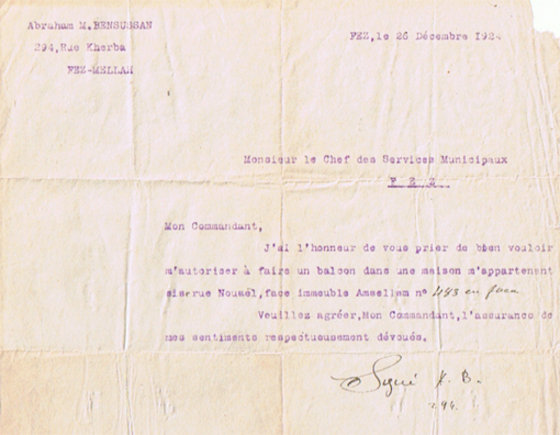 Abraham M.BENSUSSAN
294,Rue Kherba
FEZ-MELLAH
FEZ,le 26 Décembre 1924
Monsieur le Chef des Services Municipaux
F E Z
Mon Commandant,
J'ai l'honneur de vous prier de bien vouloir
m'autoriser à faire un balcon dans une maison m'appartenant
sise rue Nouaël,face immeuble Amsellem n° 483 en face
Veuillez agréer,Mon Commandant,l'assurance de
mes sentiments respectueusement dévoués.
Signé A. B.
294.